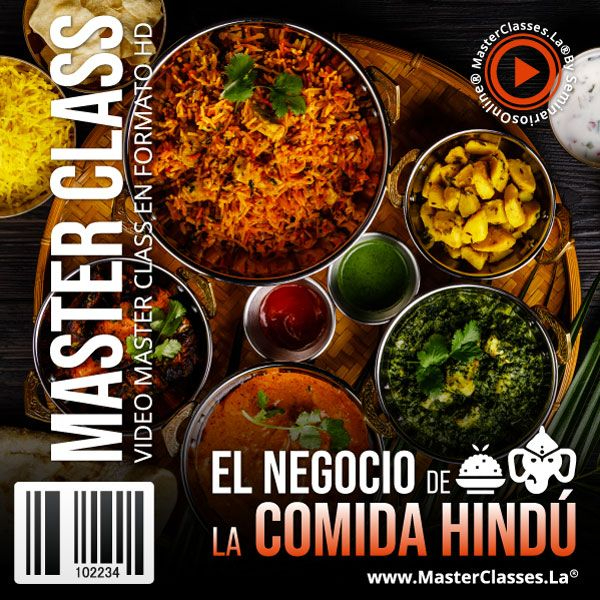 MASTER CLASS
VIDEO MASTER CLASS EN FORMATO HD
MasterClasses.La® By SeminariosOnline®
EL NEGOCIO DE
LA COMIDA HINDÚ
102234
www.MasterClasses.La®